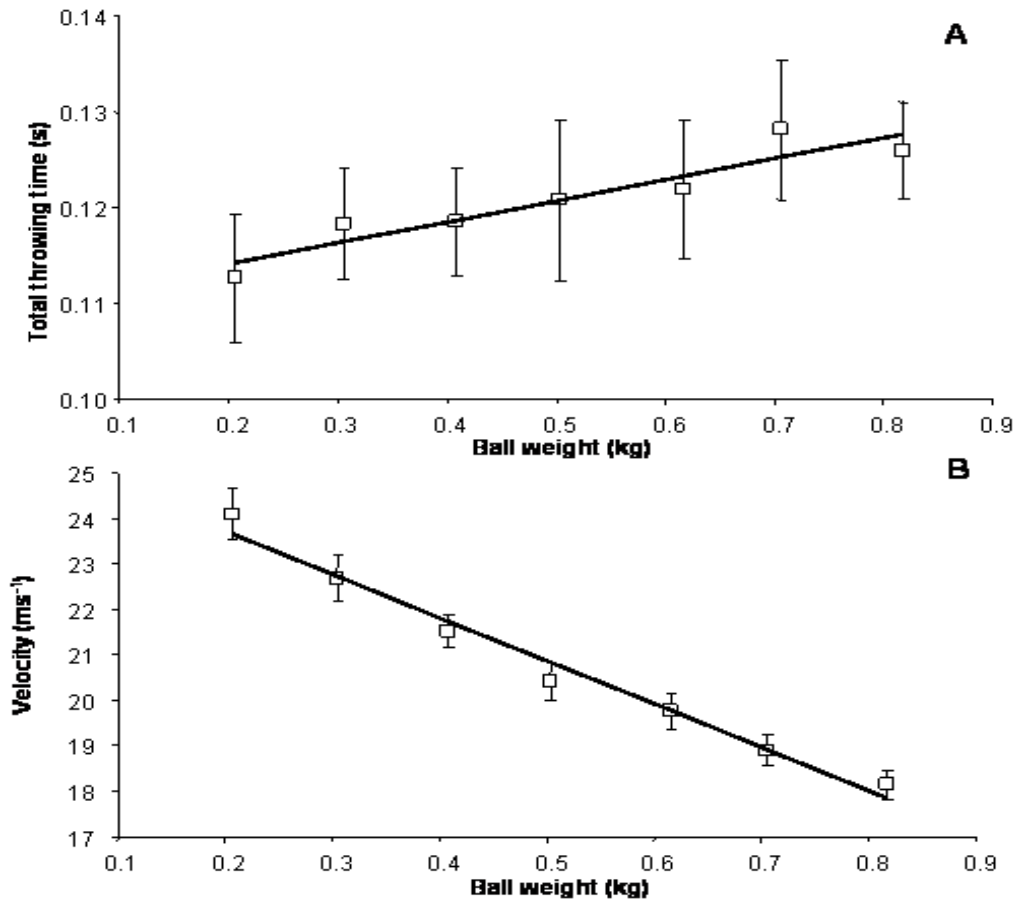 0.14
A
0.13
0.12
0.11
0.10
Total throwing time (s)
0.1 0.2 0.3 0.4 0.5 0.6 0.7 0.8 0.9
Ball weight (kg)
B
25
24
23
22
21
20
19
18
17
Velocity (ms⁻¹)
0.1 0.2 0.3 0.4 0.5 0.6 0.7 0.8 0.9
Ball weight (kg)